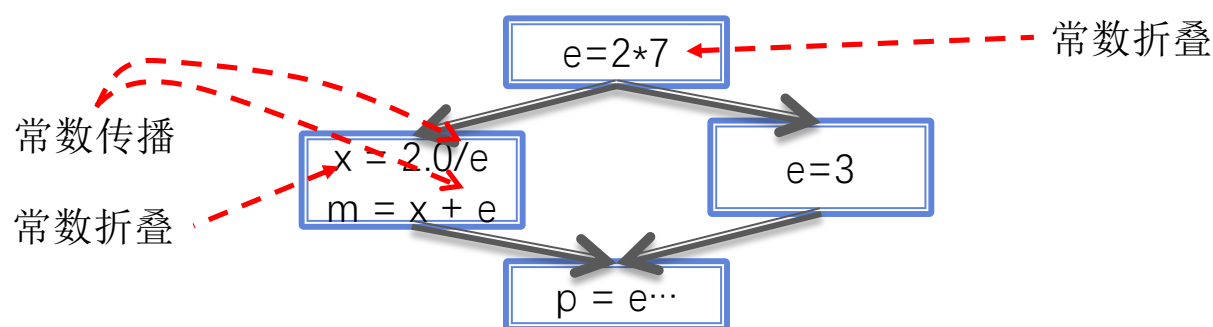 e=2*7
常数折叠
常数传播
x = 2.0/e
m = x + e
常数折叠
e=3
p = e…